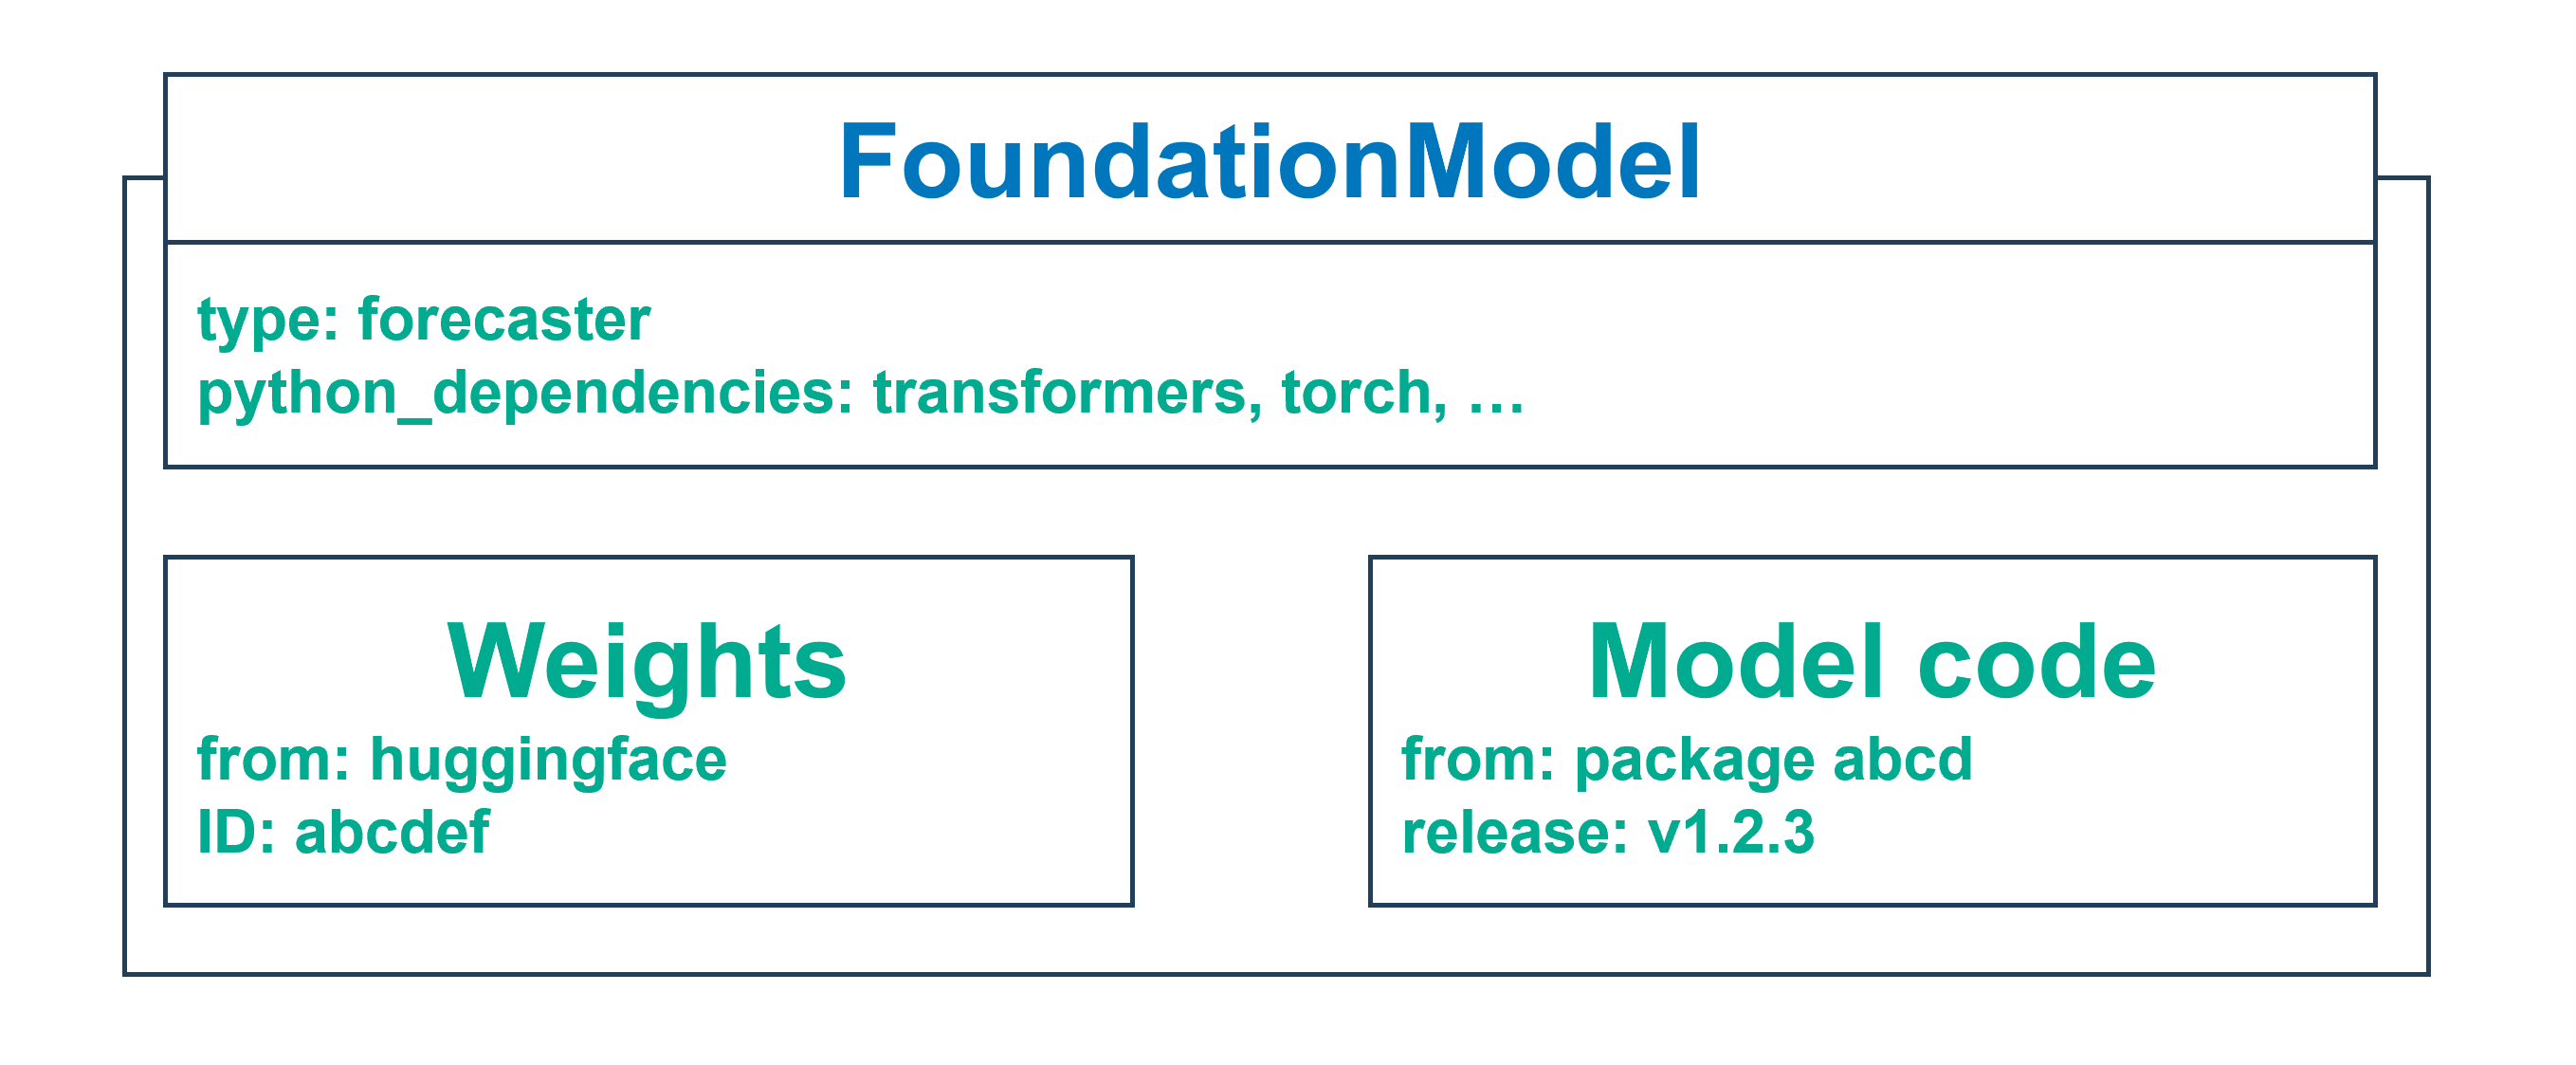 FoundationModel
type: forecaster
python_dependencies: transformers, torch, …
Weights
from: huggingface
ID: abcdef
Model code
from: package abcd
release: v1.2.3